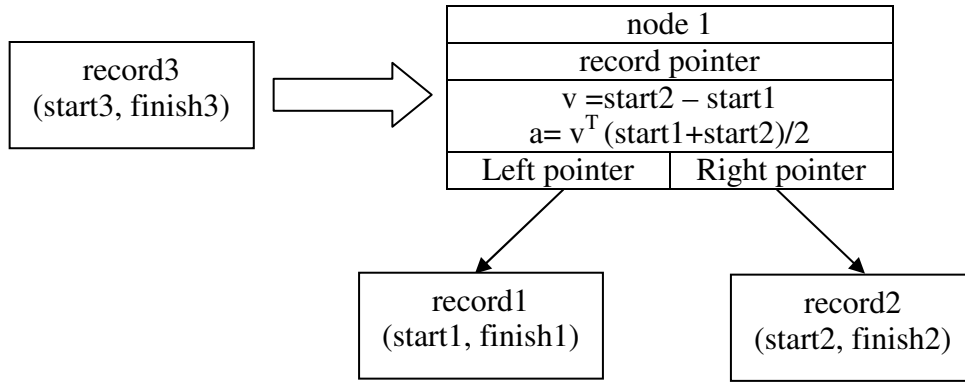 node 1
record pointer
record3
(start3, finish3)
v =start2 – start1
a= vᵀ (start1+start2)/2
Left pointer
Right pointer
record1
(start1, finish1)
record2
(start2, finish2)